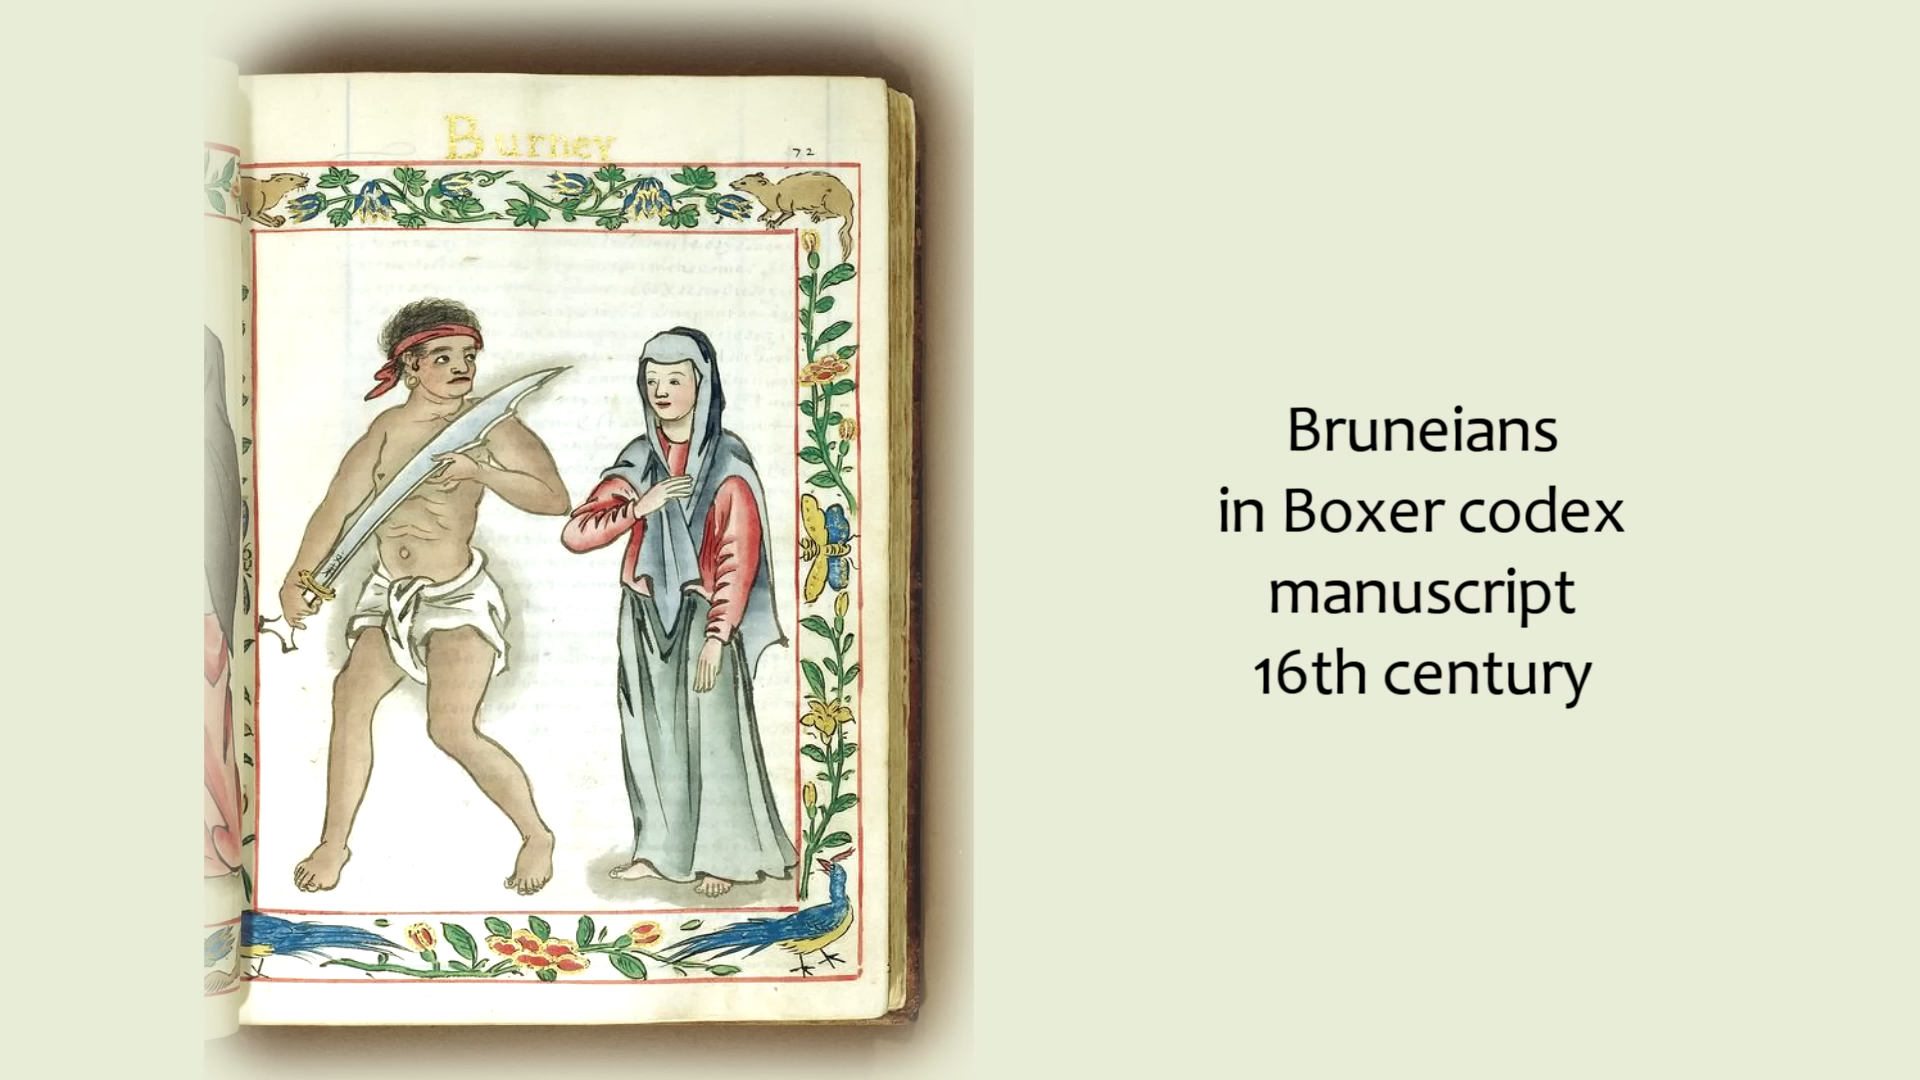 Burney
72
Bruneians
in Boxer codex
manuscript
16th century